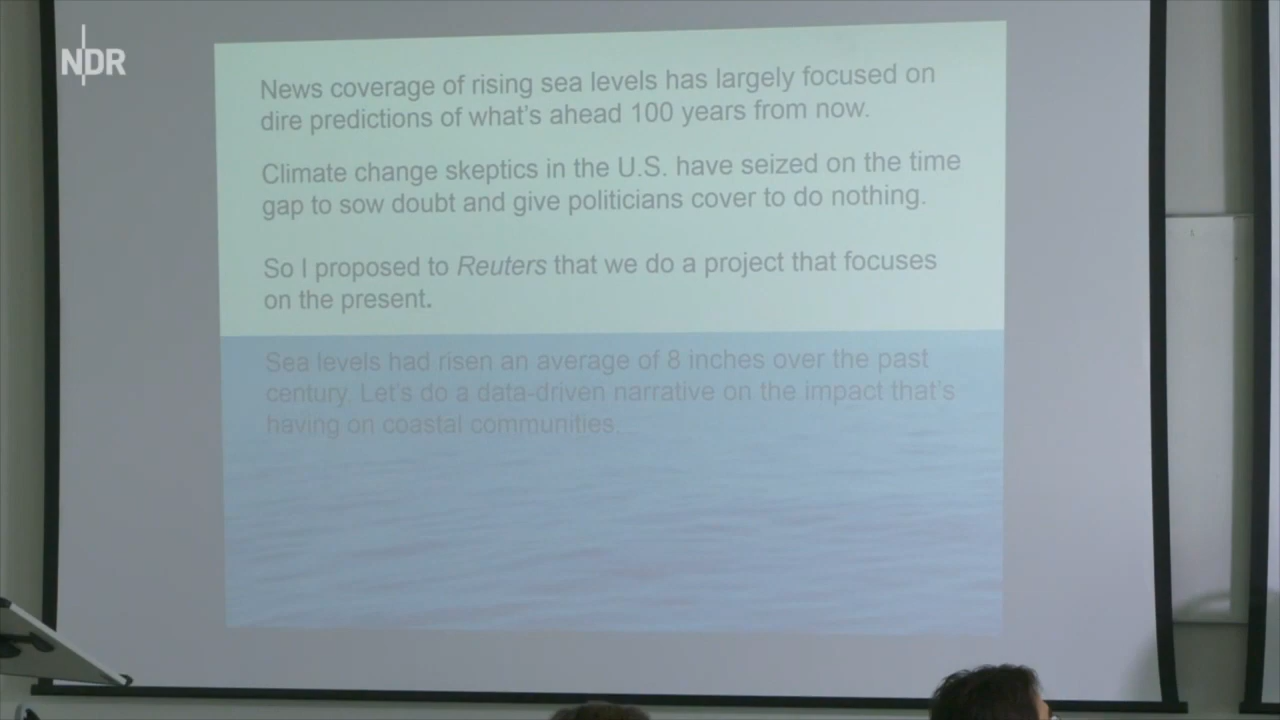 NDR
News coverage of rising sea levels has largely focused on
dire predictions of what's ahead 100 years from now.
Climate change skeptics in the U.S. have seized on the time
gap to sow doubt and give politicians cover to do nothing.
So I proposed to Reuters that we do a project that focuses
on the present.
Sea levels had risen an average of 8 inches over the past
century. Let's do a data-driven narrative on the impact that's
having on coastal communities.